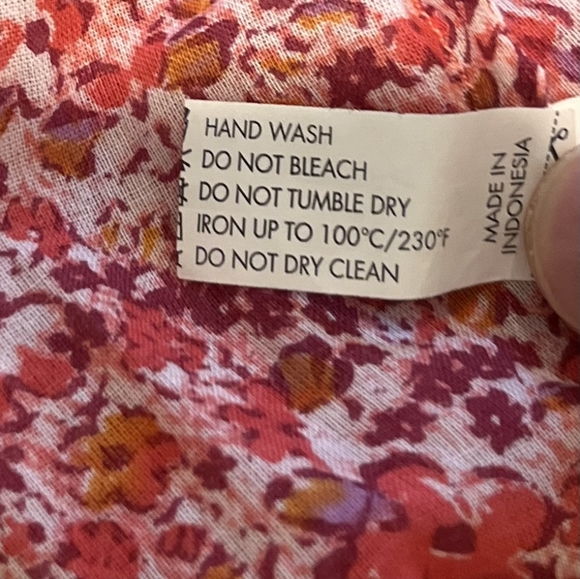 HAND WASH
DO NOT BLEACH
DO NOT TUMBLE DRY
IRON UP TO 100°C/230°F
DO NOT DRY CLEAN
MADE IN
INDONESIA